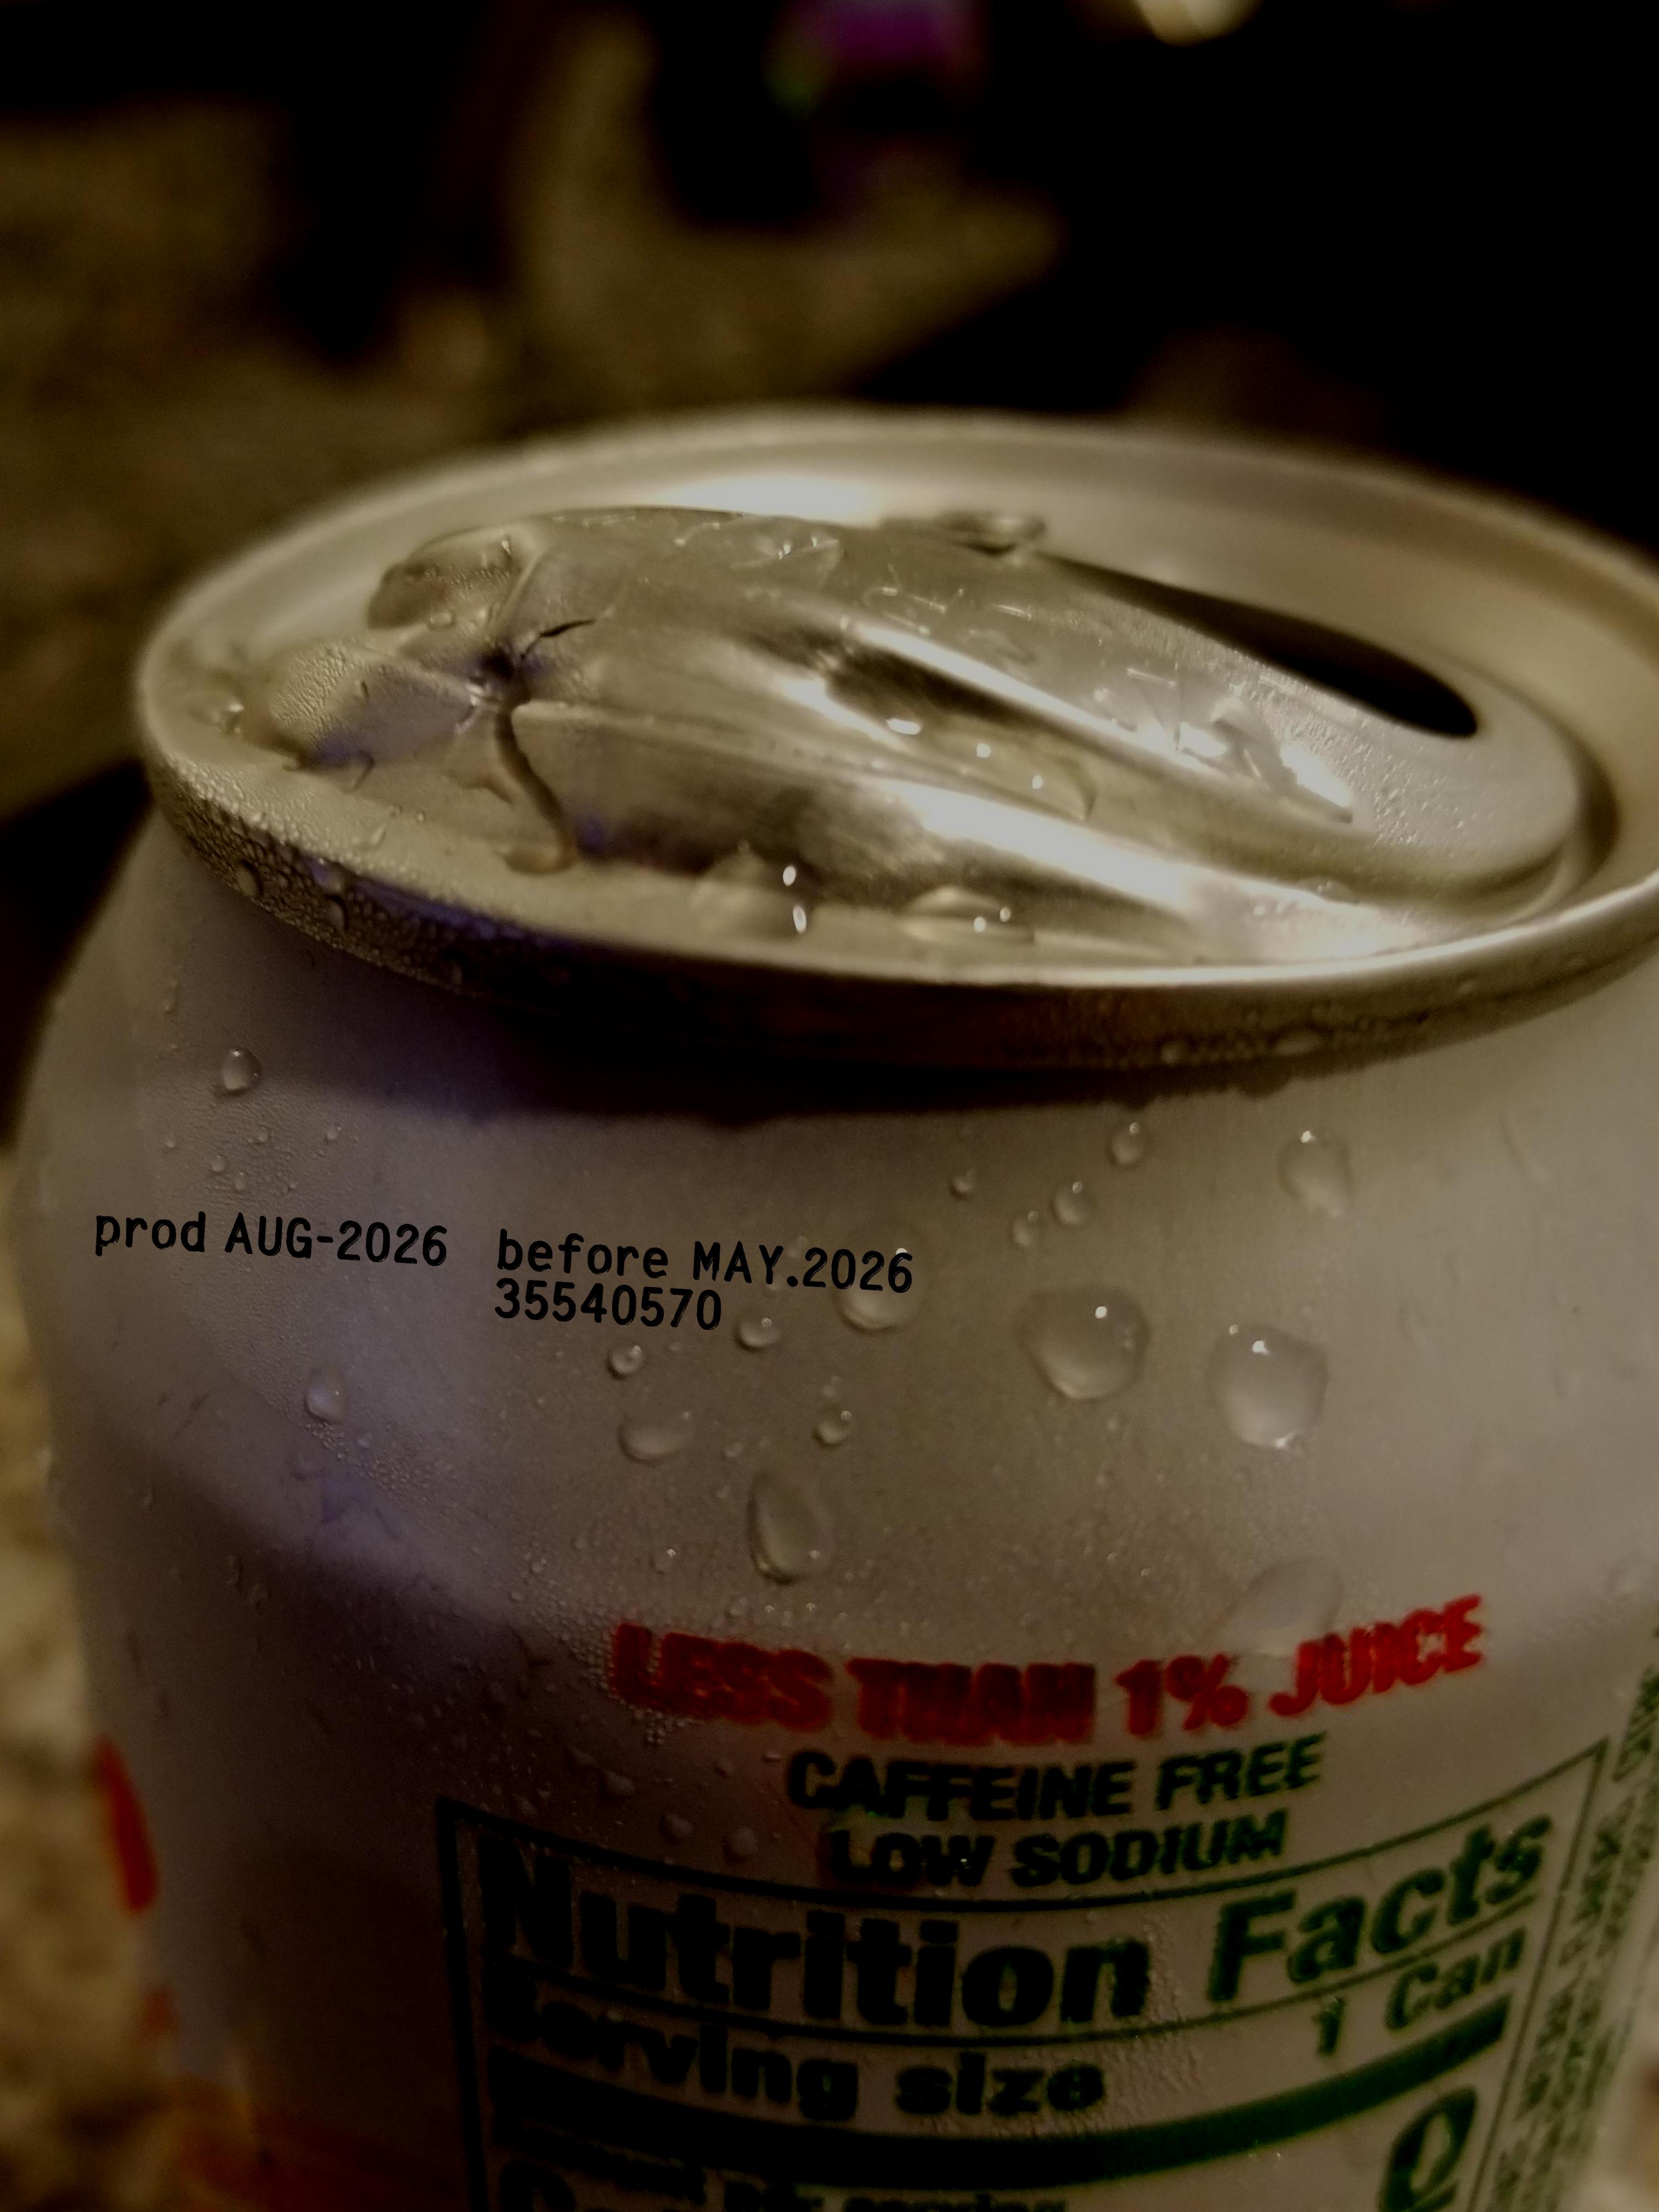 prod AUG-2026 before MAY.2026
35540570
LESS THAN 1% JUICE
CAFFEINE FREE
LOW SODIUM
Nutrition Facts
Serving size 1 Can